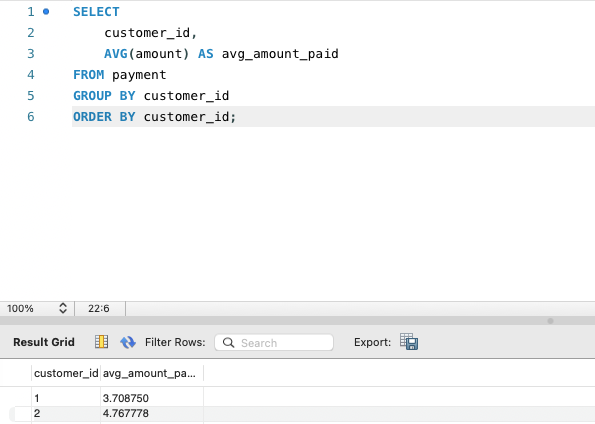 1 SELECT
2 customer_id,
3 AVG(amount) AS avg_amount_paid
4 FROM payment
5 GROUP BY customer_id
6 ORDER BY customer_id;
100% 22:6
Result Grid Filter Rows: Search Export:
customer_id avg_amount_pa...
1 3.708750
2 4.767778